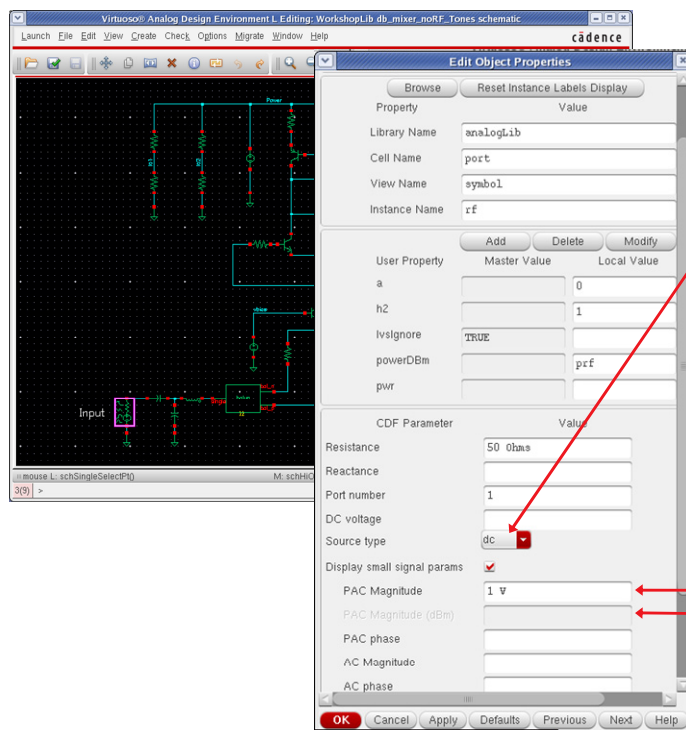 Virtuoso® Analog Design Environment L Editing: WorkshopLib db_mixer_noRF_Tones schematic
Launch File Edit View Create Check Options Migrate Window Help
cādence
Power
vbias
Input
mouse L: schSingleSelectPt()
M: schHiO
3(9) >
Edit Object Properties
Browse Reset Instance Labels Display
Property Value
Library Name analogLib
Cell Name port
View Name symbol
Instance Name rf
Add Delete Modify
User Property Master Value Local Value
a 0
h2 1
lvsIgnore TRUE
powerDBm prf
pwr
CDF Parameter Value
Resistance 50 Ohms
Reactance
Port number 1
DC voltage
Source type dc
Display small signal params
PAC Magnitude 1 V
PAC Magnitude (dBm)
PAC phase
AC Magnitude
AC phase
OK Cancel Apply Defaults Previous Next Help